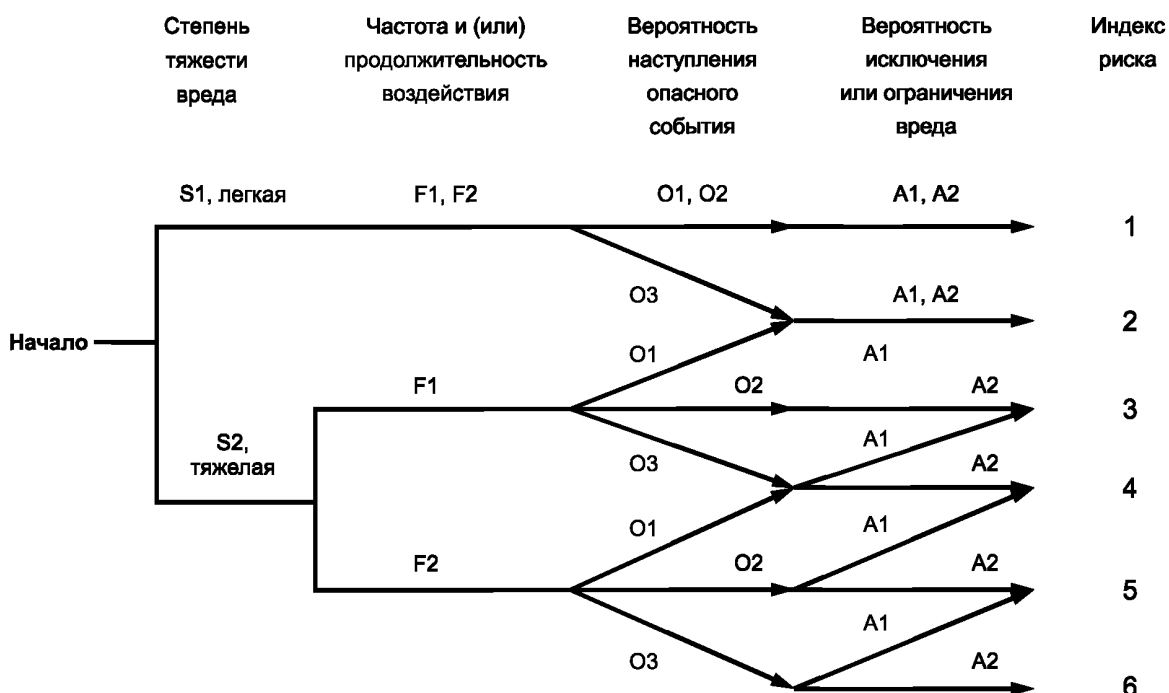 Степень
тяжести
вреда
Частота и (или)
продолжительность
воздействия
Вероятность
наступления
опасного
события
Вероятность
исключения
или ограничения
вреда
Индекс
риска
S1, легкая
F1, F2
O1, O2
A1, A2
1
O3
A1, A2
2
Начало
O1
A1
F1
O2
A2
3
S2,
тяжелая
O3
A1
A2
4
O1
A1
F2
O2
A2
5
O3
A1
A2
6